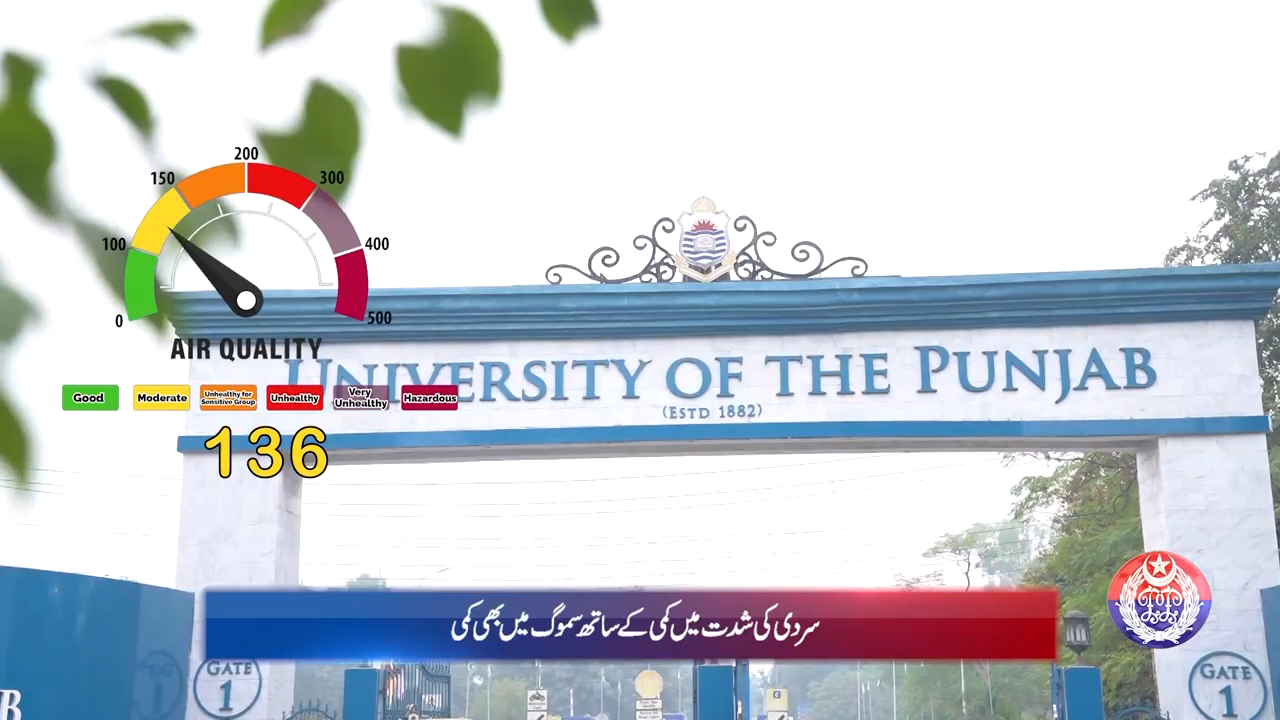 200
150
300
100
400
0
500
AIR QUALITY
Good
Moderate
Unhealthy for Sensitive Group
Unhealthy
Very Unhealthy
Hazardous
136
UNIVERSITY OF THE PUNJAB
(ESTD 1882)
سردی کی شدت میں کمی کے ساتھ سموگ میں بھی کمی
GATE
1
GATE
1